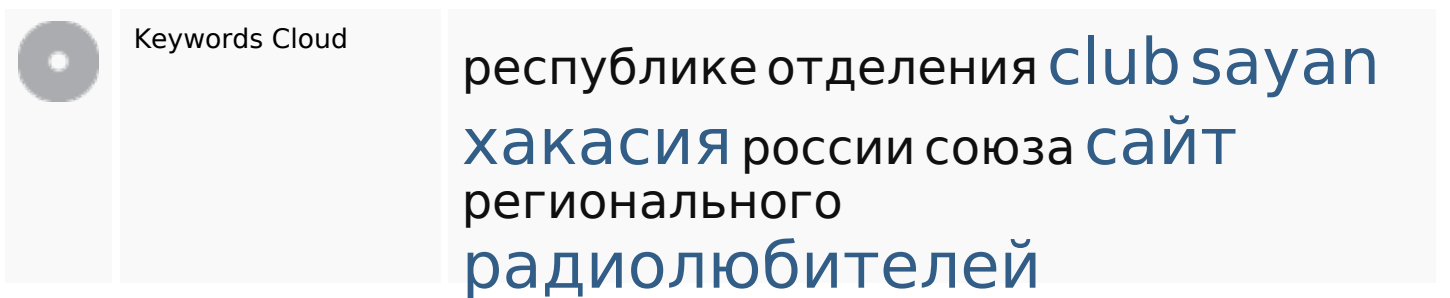 Keywords Cloud
республике отделения club sayan
хакасия россии союза сайт
регионального
радиолюбителей